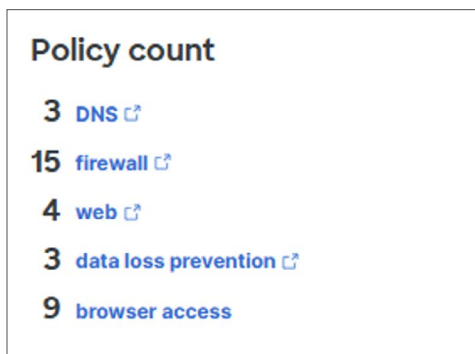 Policy count
3 DNS
15 firewall
4 web
3 data loss prevention
9 browser access